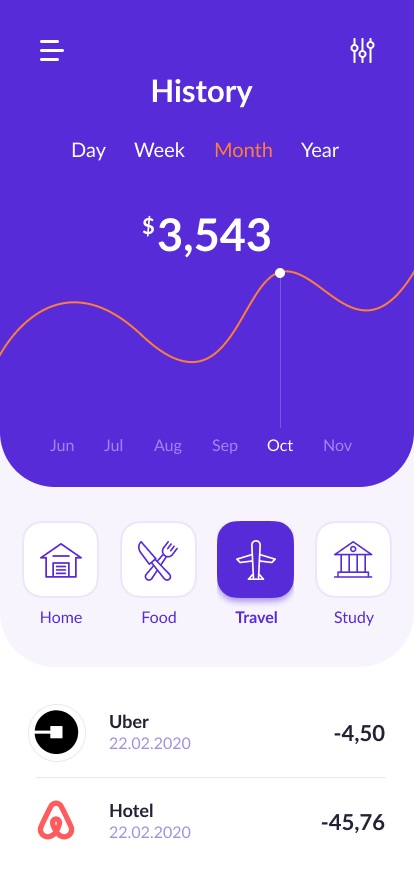 History
Day Week Month Year
$3,543
Jun Jul Aug Sep Oct Nov
Home Food Travel Study
Uber
22.02.2020
-4,50
Hotel
22.02.2020
-45,76